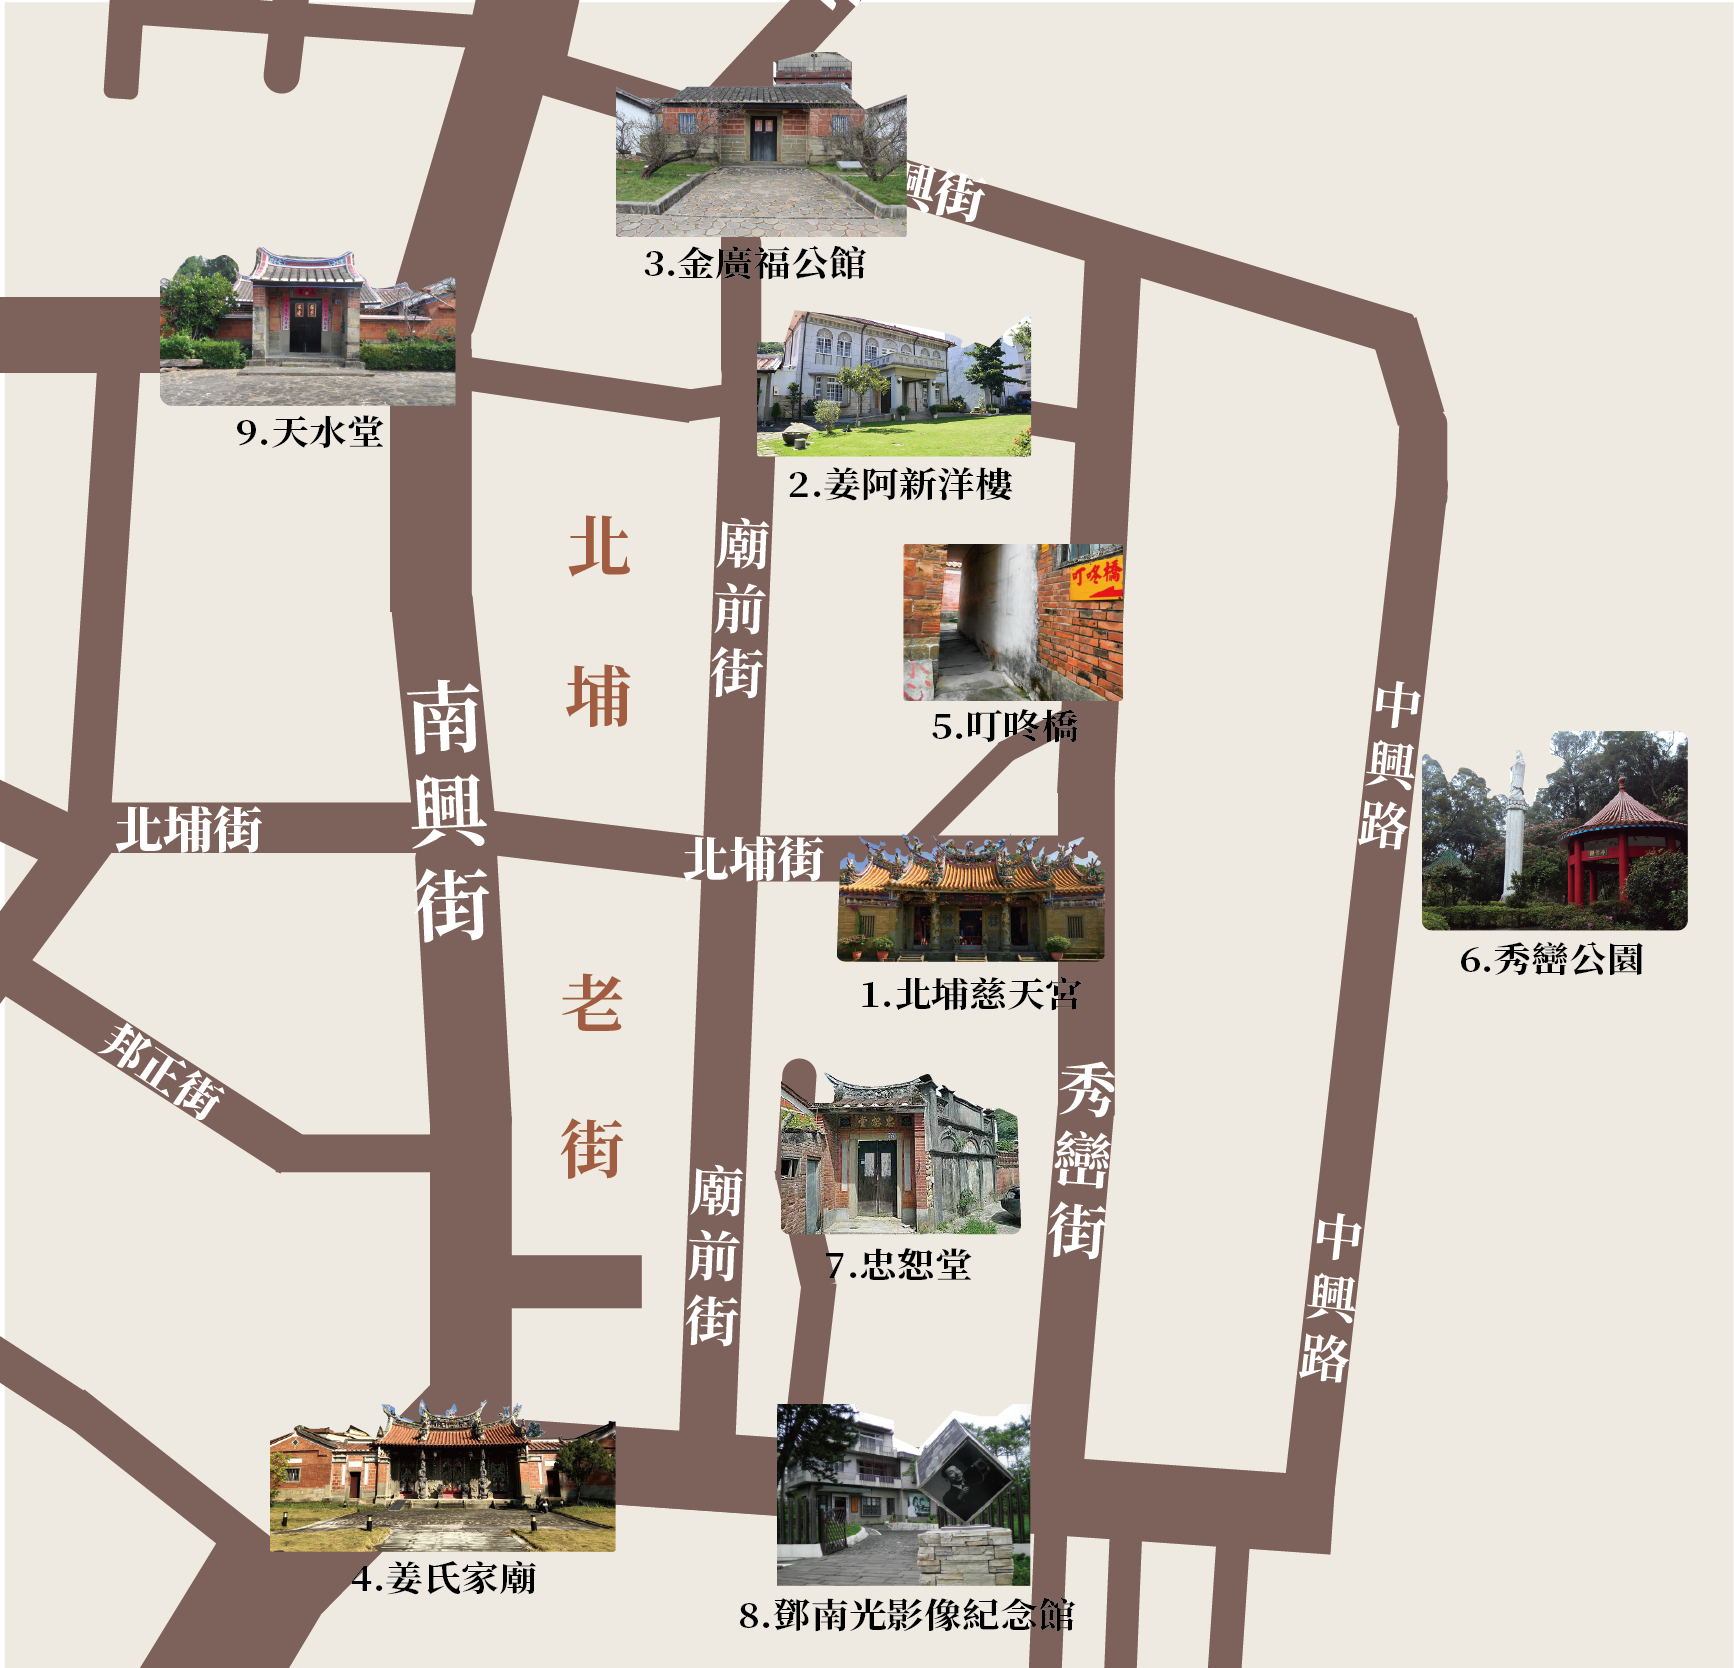 興街
3.金廣福公館
9.天水堂
2.姜阿新洋樓
北埔老街
廟前街
叮咚橋
5.叮咚橋
南興街
中興路
北埔街
北埔街
6.秀巒公園
1.北埔慈天宮
邦正街
秀巒街
忠恕堂
廟前街
7.忠恕堂
中興路
4.姜氏家廟
8.鄧南光影像紀念館